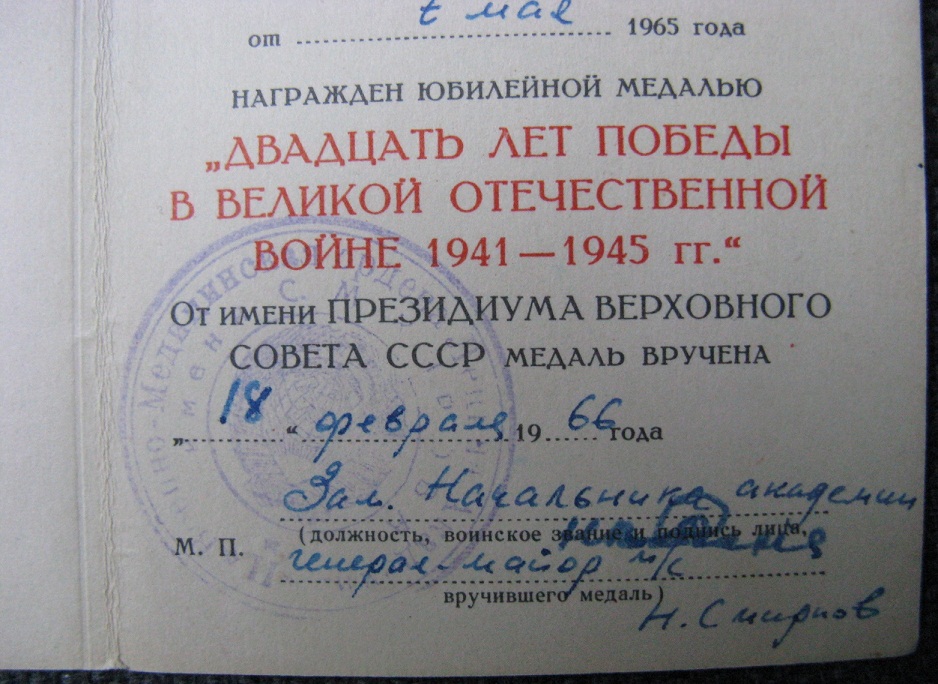 от 7 мая 1965 года
НАГРАЖДЕН ЮБИЛЕЙНОЙ МЕДАЛЬЮ
„ДВАДЦАТЬ ЛЕТ ПОБЕДЫ
В ВЕЛИКОЙ ОТЕЧЕСТВЕННОЙ
ВОЙНЕ 1941—1945 гг.“
От имени ПРЕЗИДИУМА ВЕРХОВНОГО
СОВЕТА СССР МЕДАЛЬ ВРУЧЕНА
„18“ февраля 1966 года
Зам. Начальника академии
(должность, воинское звание и подпись лица,
М. П.
генерал-майор м/с
вручившего медаль)
Н. Смирнов